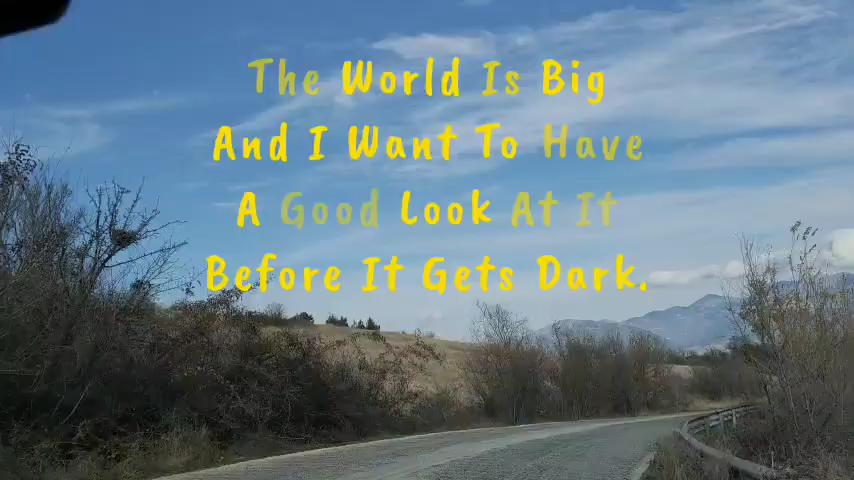 The World Is Big
And I Want To Have
A Good Look At It
Before It Gets Dark.